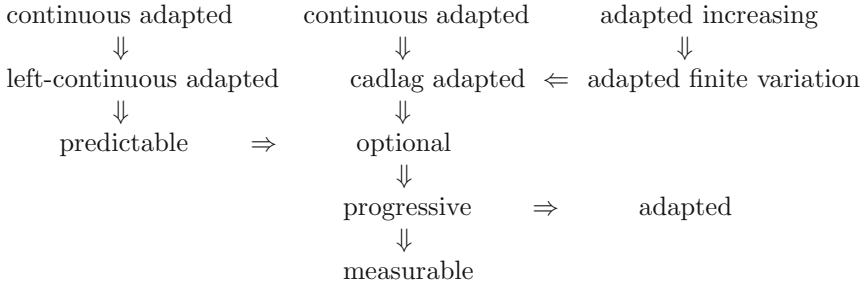 continuous adapted continuous adapted adapted increasing
⇓ ⇓ ⇓
left-continuous adapted cadlag adapted ⇐ adapted finite variation
⇓ ⇓
predictable ⇒ optional
⇓
progressive ⇒ adapted
⇓
measurable